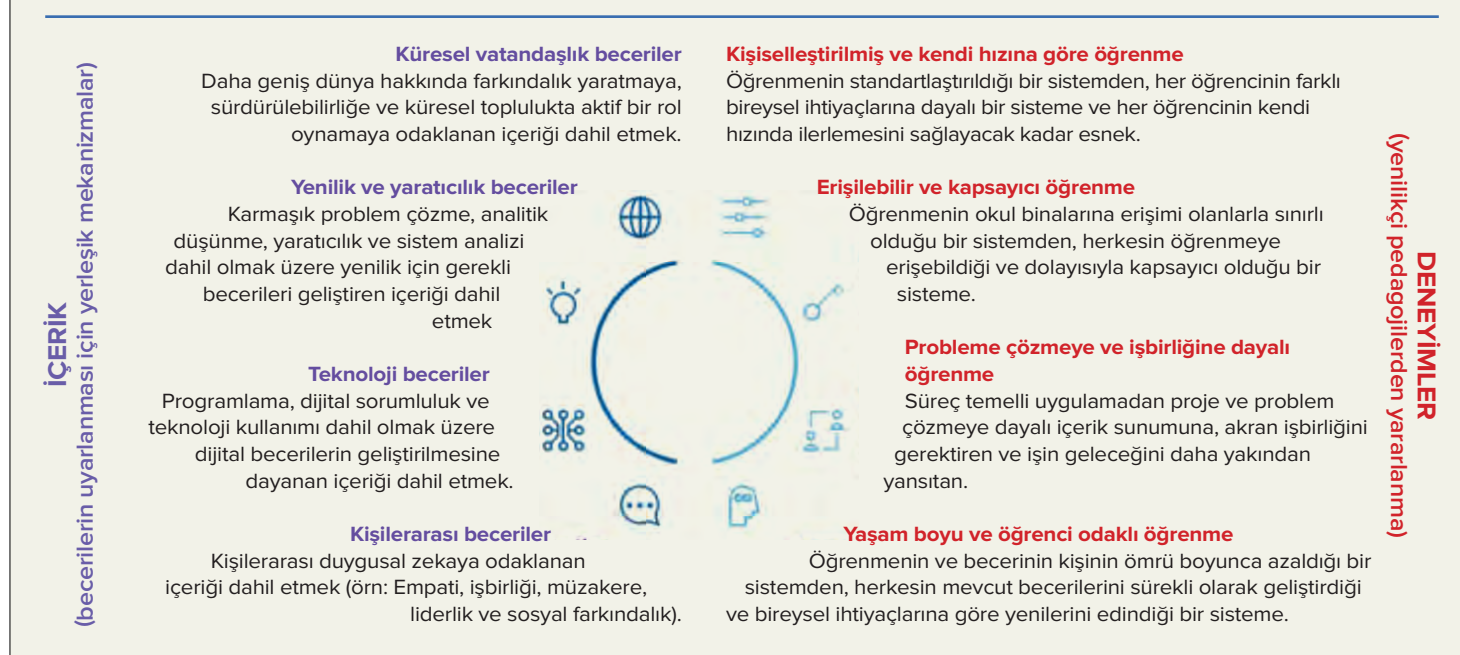 İÇERİK
(becerilerin uyarlanması için yerleşik mekanizmalar)
Küresel vatandaşlık beceriler
Daha geniş dünya hakkında farkındalık yaratmaya,
sürdürülebilirliğe ve küresel toplulukta aktif bir rol
oynamaya odaklanan içeriği dahil etmek.
Yenilik ve yaratıcılık beceriler
Karmaşık problem çözme, analitik
düşünme, yaratıcılık ve sistem analizi
dahil olmak üzere yenilik için gerekli
becerileri geliştiren içeriği dahil
etmek
Teknoloji beceriler
Programlama, dijital sorumluluk ve
teknoloji kullanımı dahil olmak üzere
dijital becerilerin geliştirilmesine
dayanan içeriği dahil etmek.
Kişilerarası beceriler
Kişilerarası duygusal zekaya odaklanan
içeriği dahil etmek (örn: Empati, işbirliği, müzakere,
liderlik ve sosyal farkındalık).
Kişiselleştirilmiş ve kendi hızına göre öğrenme
Öğrenmenin standartlaştırıldığı bir sistemden, her öğrencinin farklı
bireysel ihtiyaçlarına dayalı bir sisteme ve her öğrencinin kendi
hızında ilerlemesini sağlayacak kadar esnek.
Erişilebilir ve kapsayıcı öğrenme
Öğrenmenin okul binalarına erişimi olanlarla sınırlı
olduğu bir sistemden, herkesin öğrenmeye
erişebildiği ve dolayısıyla kapsayıcı olduğu bir
sisteme.
Probleme çözmeye ve işbirliğine dayalı
öğrenme
Süreç temelli uygulamadan proje ve problem
çözmeye dayalı içerik sunumuna, akran işbirliğini
gerektiren ve işin geleceğini daha yakından
yansıtan.
Yaşam boyu ve öğrenci odaklı öğrenme
Öğrenmenin ve becerinin kişinin ömrü boyunca azaldığı bir
sistemden, herkesin mevcut becerilerini sürekli olarak geliştirdiği
ve bireysel ihtiyaçlarına göre yenilerini edindiği bir sisteme.
DENEYİMLER
(yenilikçi pedagojilerden yararlanma)